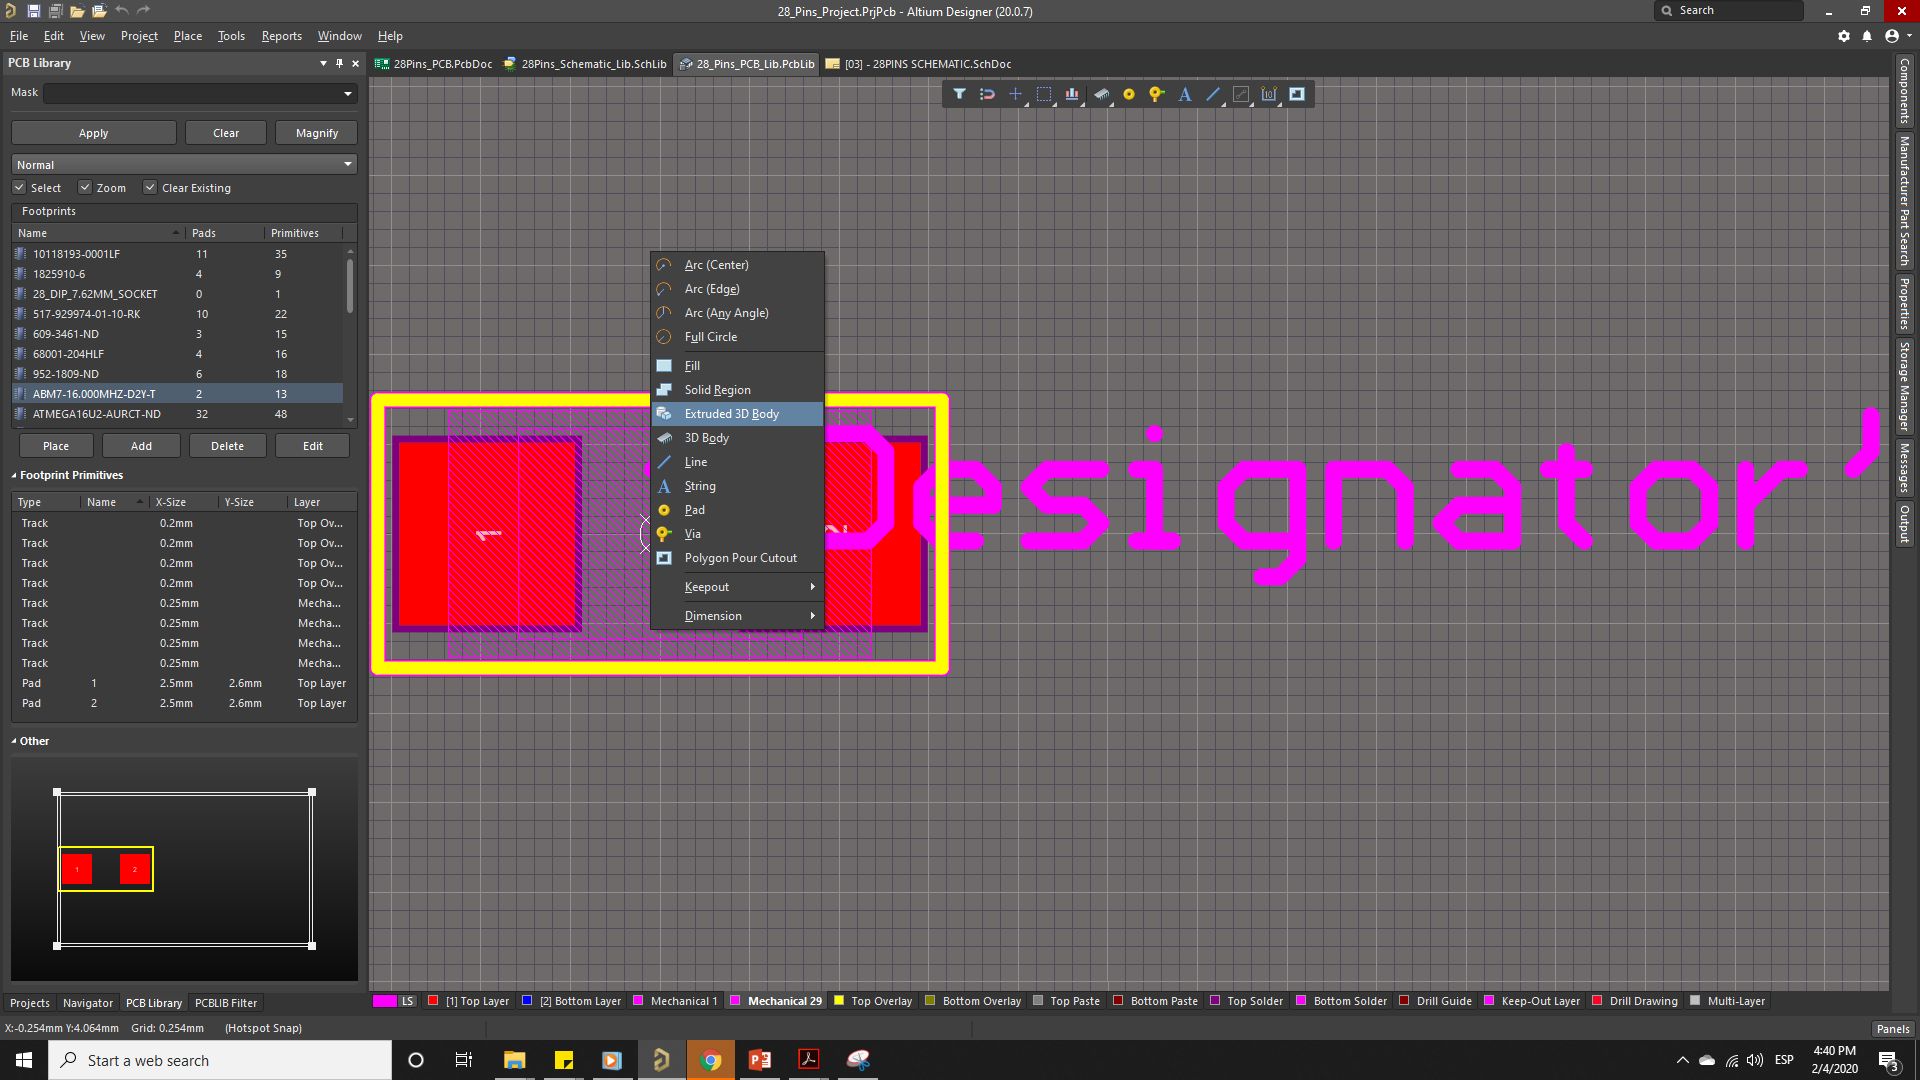 28_Pins_Project.PrjPcb - Altium Designer (20.0.7)
Search
File Edit View Project Place Tools Reports Window Help
PCB Library
28Pins_PCB.PcbDoc 28Pins_Schematic_Lib.SchLib 28_Pins_PCB_Lib.PcbLib [03] - 28PINS SCHEMATIC.SchDoc
Mask
Apply Clear Magnify
Normal
Select Zoom Clear Existing
Footprints
Name Pads Primitives
10118193-0001LF 11 35
1825910-6 4 9
28_DIP_7.62MM_SOCKET 0 1
517-929974-01-10-RK 10 22
609-3461-ND 3 15
68001-204HLF 4 16
952-1809-ND 6 18
ABM7-16.000MHZ-D2Y-T 2 13
ATMEGA16U2-AURCT-ND 32 48
Place Add Delete Edit
Footprint Primitives
Type Name X-Size Y-Size Layer
Track 0.2mm Top Ov...
Track 0.2mm Top Ov...
Track 0.2mm Top Ov...
Track 0.2mm Top Ov...
Track 0.25mm Mecha...
Track 0.25mm Mecha...
Track 0.25mm Mecha...
Track 0.25mm Mecha...
Pad 1 2.5mm 2.6mm Top Layer
Pad 2 2.5mm 2.6mm Top Layer
Other
1 2
Projects Navigator PCB Library PCBLIB Filter
Arc (Center)
Arc (Edge)
Arc (Any Angle)
Full Circle
Fill
Solid Region
Extruded 3D Body
3D Body
Line
String
Pad
Via
Polygon Pour Cutout
Keepout
Dimension
1
Designator'
Components
Manufacturer Part Search
Properties
Storage Manager
Messages
Output
LS [1] Top Layer [2] Bottom Layer Mechanical 1 Mechanical 29 Top Overlay Bottom Overlay Top Paste Bottom Paste Top Solder Bottom Solder Drill Guide Keep-Out Layer Drill Drawing Multi-Layer
X:-0.254mm Y:4.064mm Grid: 0.254mm (Hotspot Snap)
Panels
Start a web search
ESP
4:40 PM
2/4/2020
3